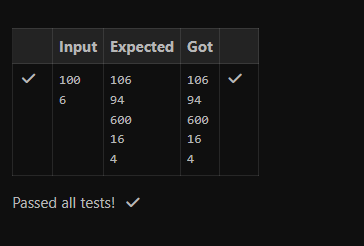 Input Expected Got
100 106 106
6 94 94
600 600
16 16
4 4
Passed all tests!